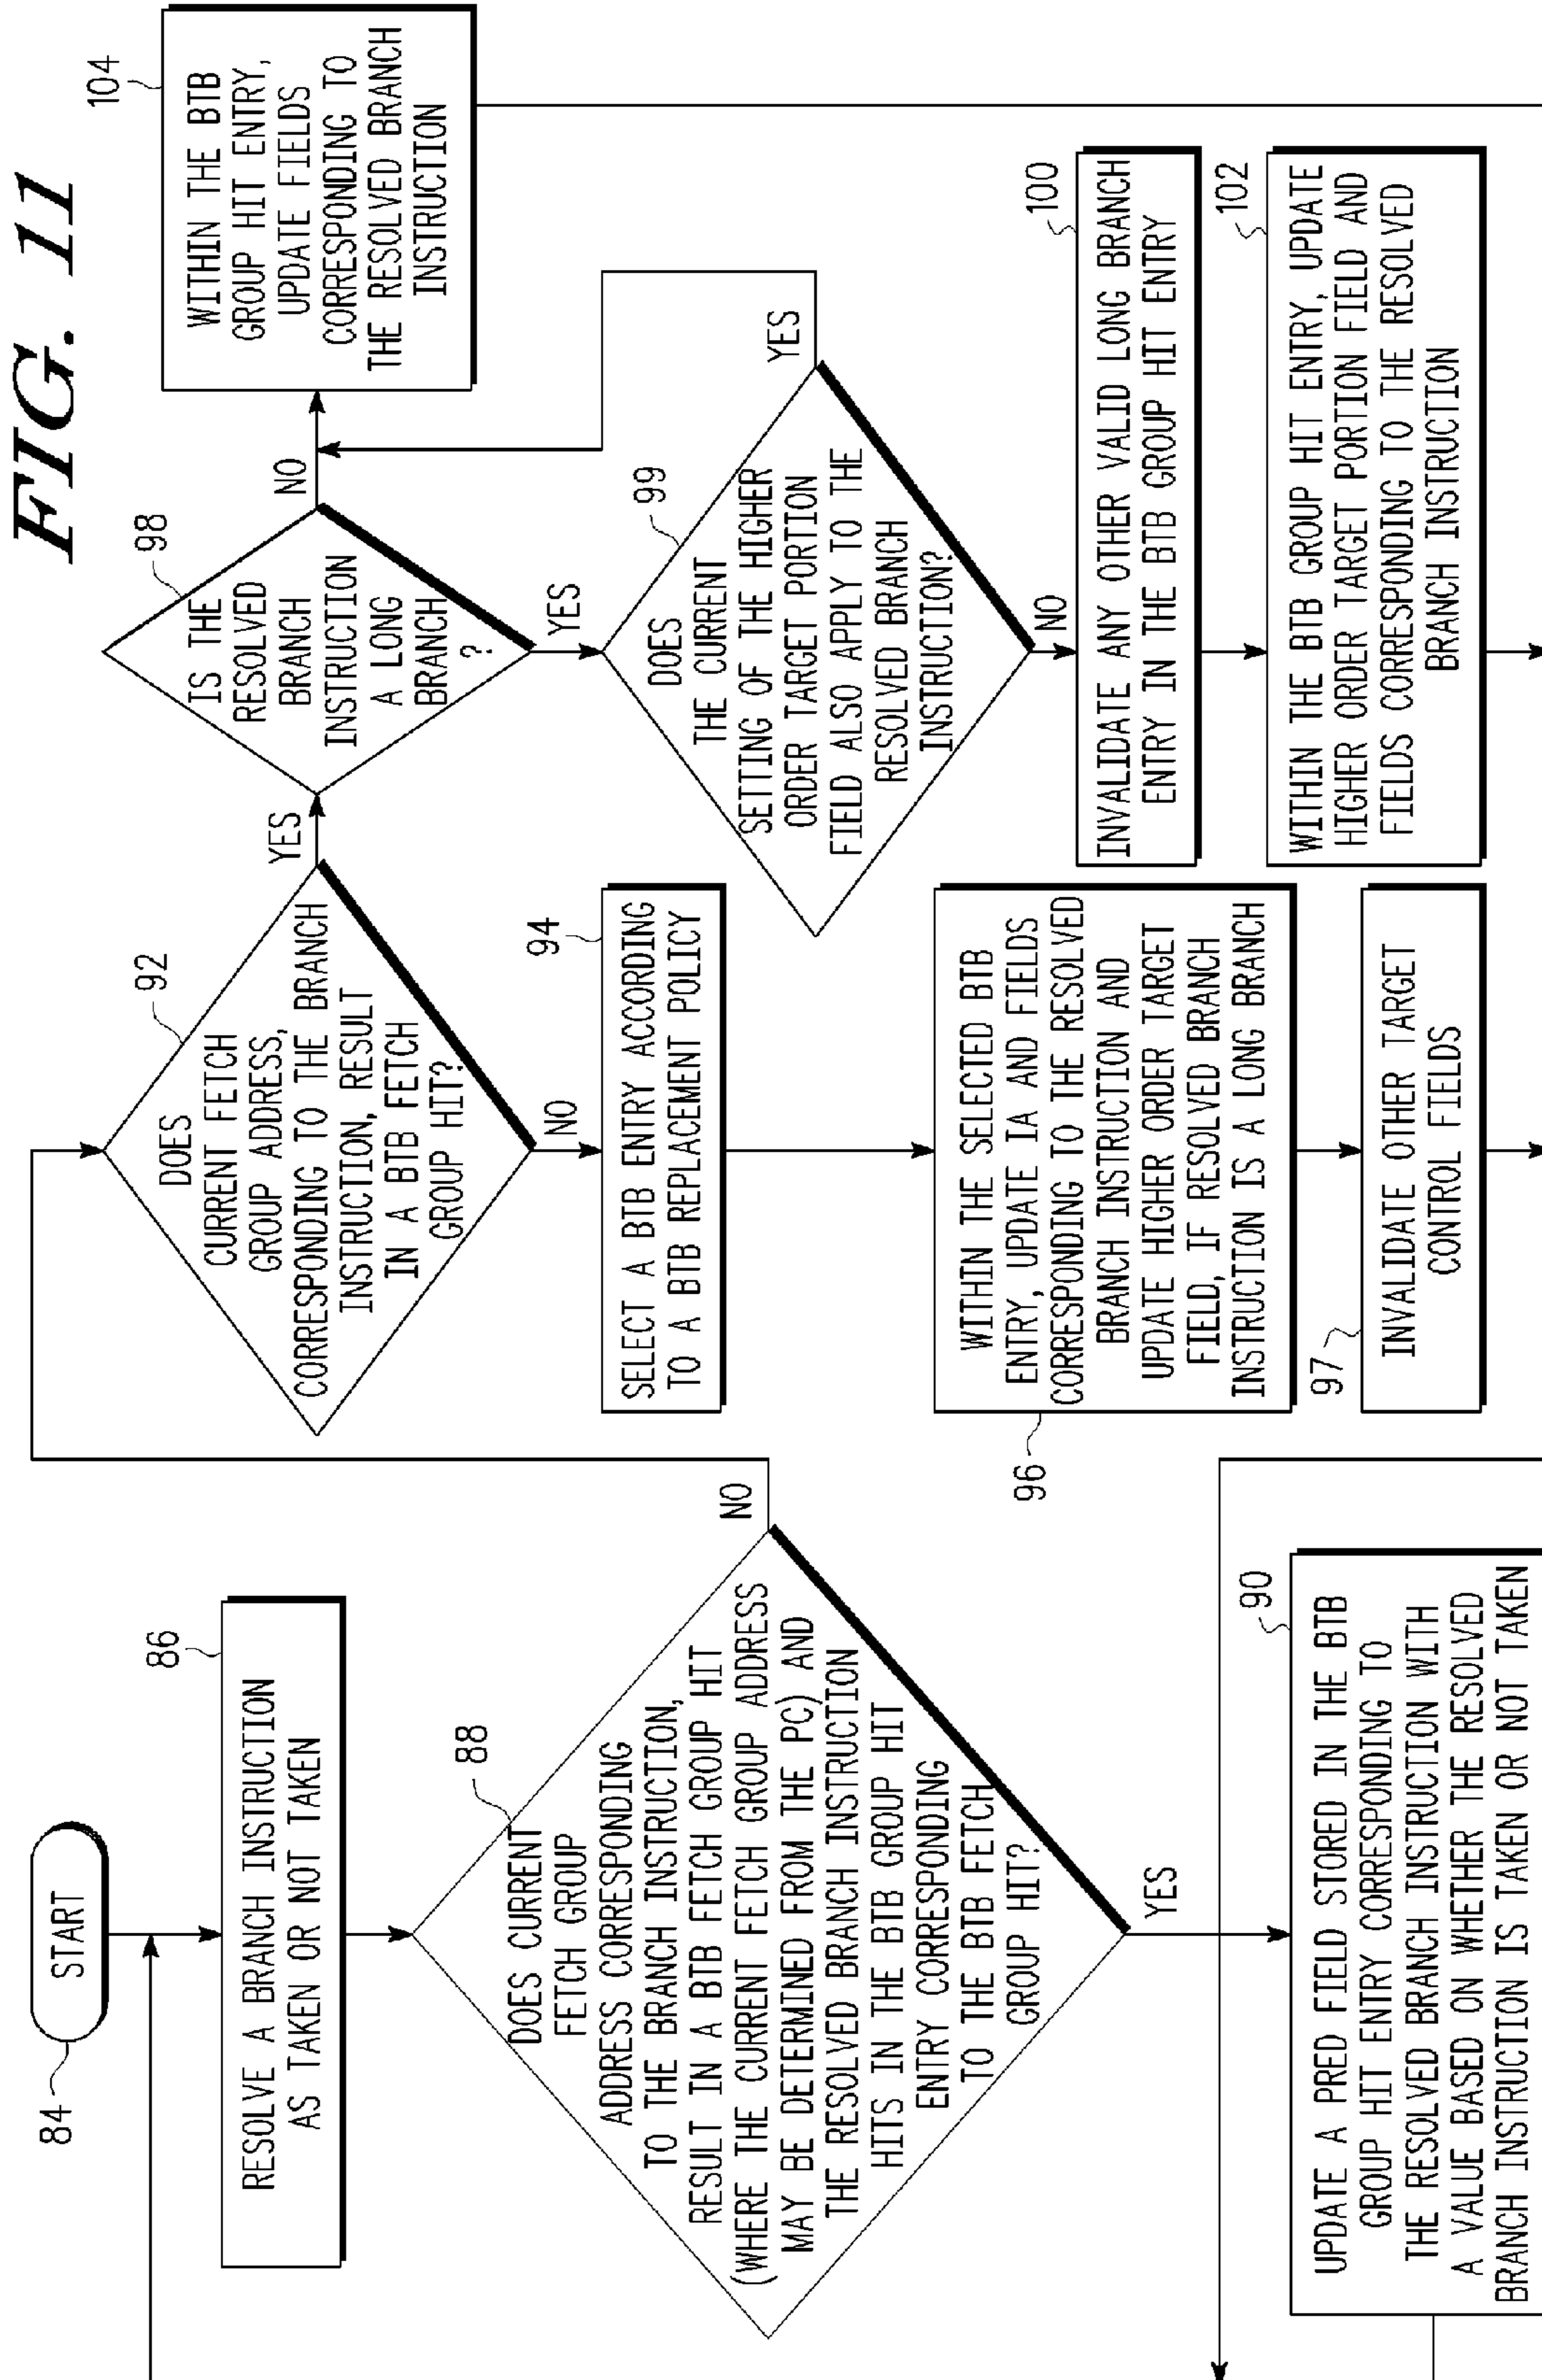 FIG. 11
84
START
86
RESOLVE A BRANCH INSTRUCTION
AS TAKEN OR NOT TAKEN
88
DOES CURRENT
FETCH GROUP
ADDRESS CORRESPONDING
TO THE BRANCH INSTRUCTION,
RESULT IN A BTB FETCH GROUP HIT
(WHERE THE CURRENT FETCH GROUP ADDRESS
MAY BE DETERMINED FROM THE PC) AND
THE RESOLVED BRANCH INSTRUCTION
HITS IN THE BTB GROUP HIT
ENTRY CORRESPONDING
TO THE BTB FETCH
GROUP HIT?
NO
YES
90
UPDATE A PRED FIELD STORED IN THE BTB
GROUP HIT ENTRY CORRESPONDING TO
THE RESOLVED BRANCH INSTRUCTION WITH
A VALUE BASED ON WHETHER THE RESOLVED
BRANCH INSTRUCTION IS TAKEN OR NOT TAKEN
92
DOES
CURRENT FETCH
GROUP ADDRESS,
CORRESPONDING TO THE BRANCH
INSTRUCTION, RESULT
IN A BTB FETCH
GROUP HIT?
YES
NO
94
SELECT A BTB ENTRY ACCORDING
TO A BTB REPLACEMENT POLICY
96
WITHIN THE SELECTED BTB
ENTRY, UPDATE IA AND FIELDS
CORRESPONDING TO THE RESOLVED
BRANCH INSTRUCTION AND
UPDATE HIGHER ORDER TARGET
FIELD, IF RESOLVED BRANCH
INSTRUCTION IS A LONG BRANCH
97
INVALIDATE OTHER TARGET
CONTROL FIELDS
98
IS THE
RESOLVED
BRANCH
INSTRUCTION
A LONG
BRANCH
?
NO
YES
99
DOES
THE CURRENT
SETTING OF THE HIGHER
ORDER TARGET PORTION
FIELD ALSO APPLY TO THE
RESOLVED BRANCH
INSTRUCTION?
YES
NO
100
INVALIDATE ANY OTHER VALID LONG BRANCH
ENTRY IN THE BTB GROUP HIT ENTRY
102
WITHIN THE BTB GROUP HIT ENTRY, UPDATE
HIGHER ORDER TARGET PORTION FIELD AND
FIELDS CORRESPONDING TO THE RESOLVED
BRANCH INSTRUCTION
104
WITHIN THE BTB
GROUP HIT ENTRY,
UPDATE FIELDS
CORRESPONDING TO
THE RESOLVED BRANCH
INSTRUCTION